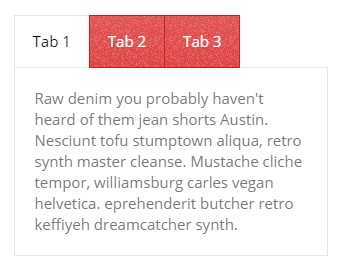 Tab 1 Tab 2 Tab 3
Raw denim you probably haven't
heard of them jean shorts Austin.
Nesciunt tofu stumptown aliqua, retro
synth master cleanse. Mustache cliche
tempor, williamsburg carles vegan
helvetica. eprehenderit butcher retro
keffiyeh dreamcatcher synth.